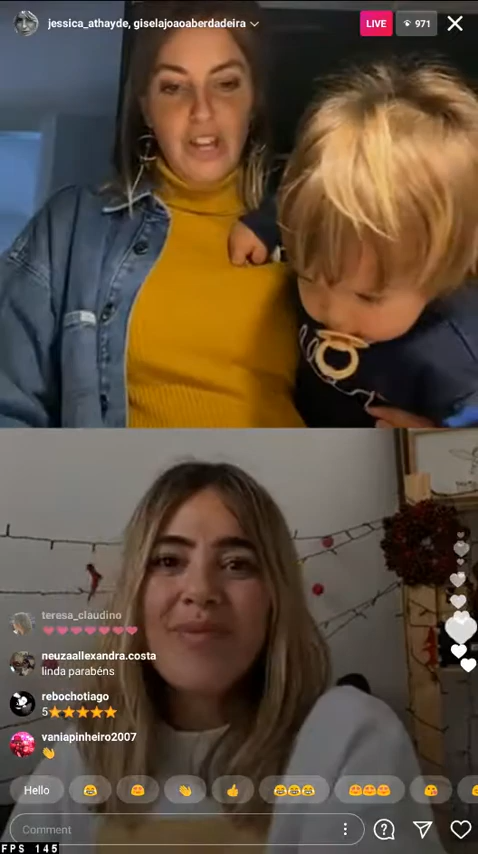 jessica_athayde, giselajoaoaberdadeira
LIVE
971
teresa_claudino
💗💗💗💗💗💗💗
neuzaallexandra.costa
linda parabéns
rebochotiago
5⭐⭐⭐⭐⭐
vaniapinheiro2007
👏
Hello
Comment
FPS 145